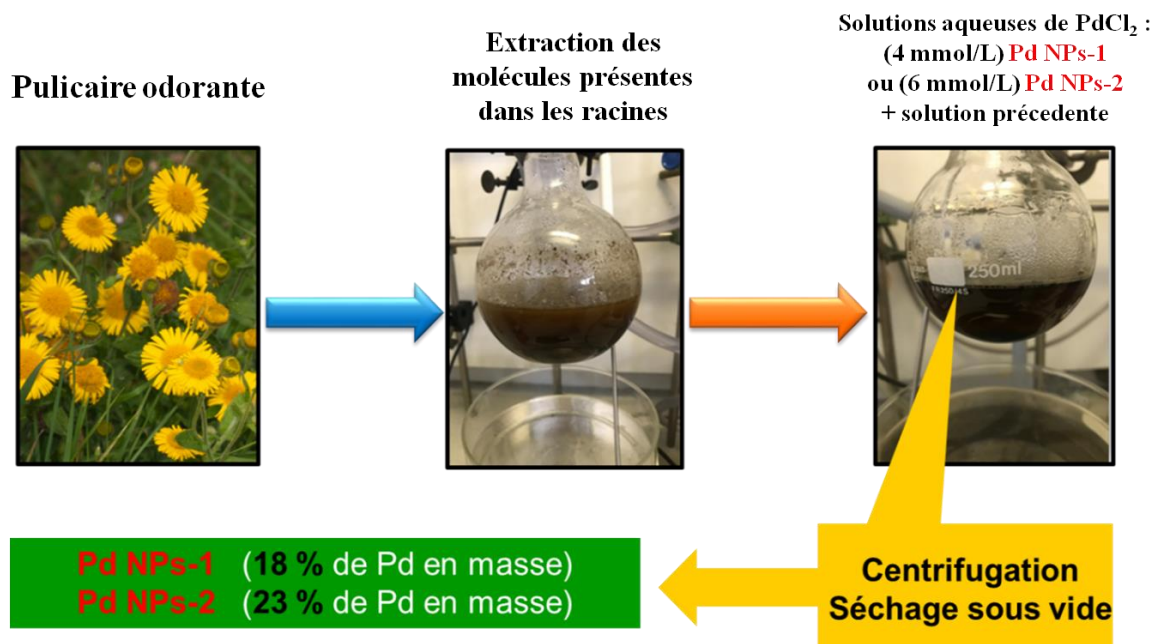 Pulicaire odorante
Extraction des
molécules présentes
dans les racines
Solutions aqueuses de PdCl₂ :
(4 mmol/L) Pd NPs-1
ou (6 mmol/L) Pd NPs-2
+ solution précedente
250ml
Centrifugation
Séchage sous vide
Pd NPs-1 (18 % de Pd en masse)
Pd NPs-2 (23 % de Pd en masse)